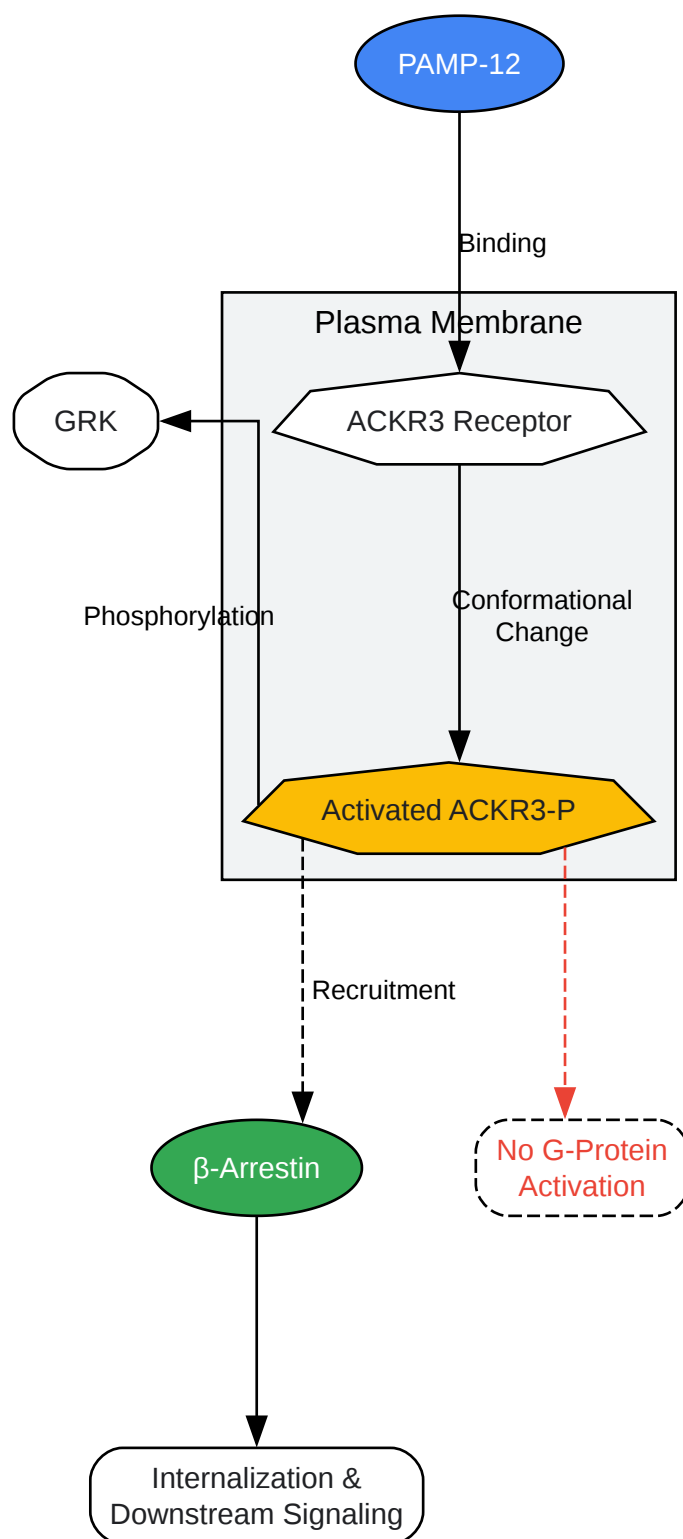 PAMP-12
Binding
Plasma Membrane
GRK
ACKR3 Receptor
Phosphorylation
Conformational
Change
Activated ACKR3-P
Recruitment
β-Arrestin
No G-Protein
Activation
Internalization &
Downstream Signaling